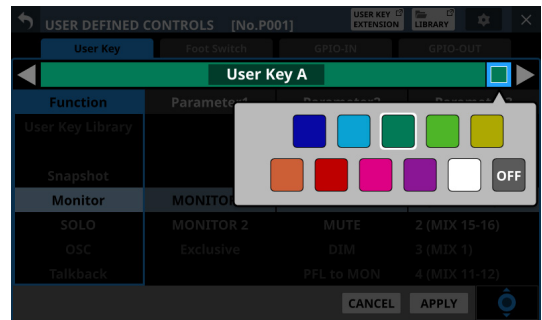 USER DEFINED CONTROLS [No.P001]
USER KEY EXTENSION
LIBRARY
User Key
Foot Switch
GPIO-IN
GPIO-OUT
User Key A
Function
Parameter1
User Key Library
Snapshot
Monitor
SOLO
MONITOR 2
MUTE
2 (MIX 15-16)
OSC
Exclusive
DIM
3 (MIX 1)
Talkback
PFL to MON
4 (MIX 11-12)
OFF
CANCEL
APPLY